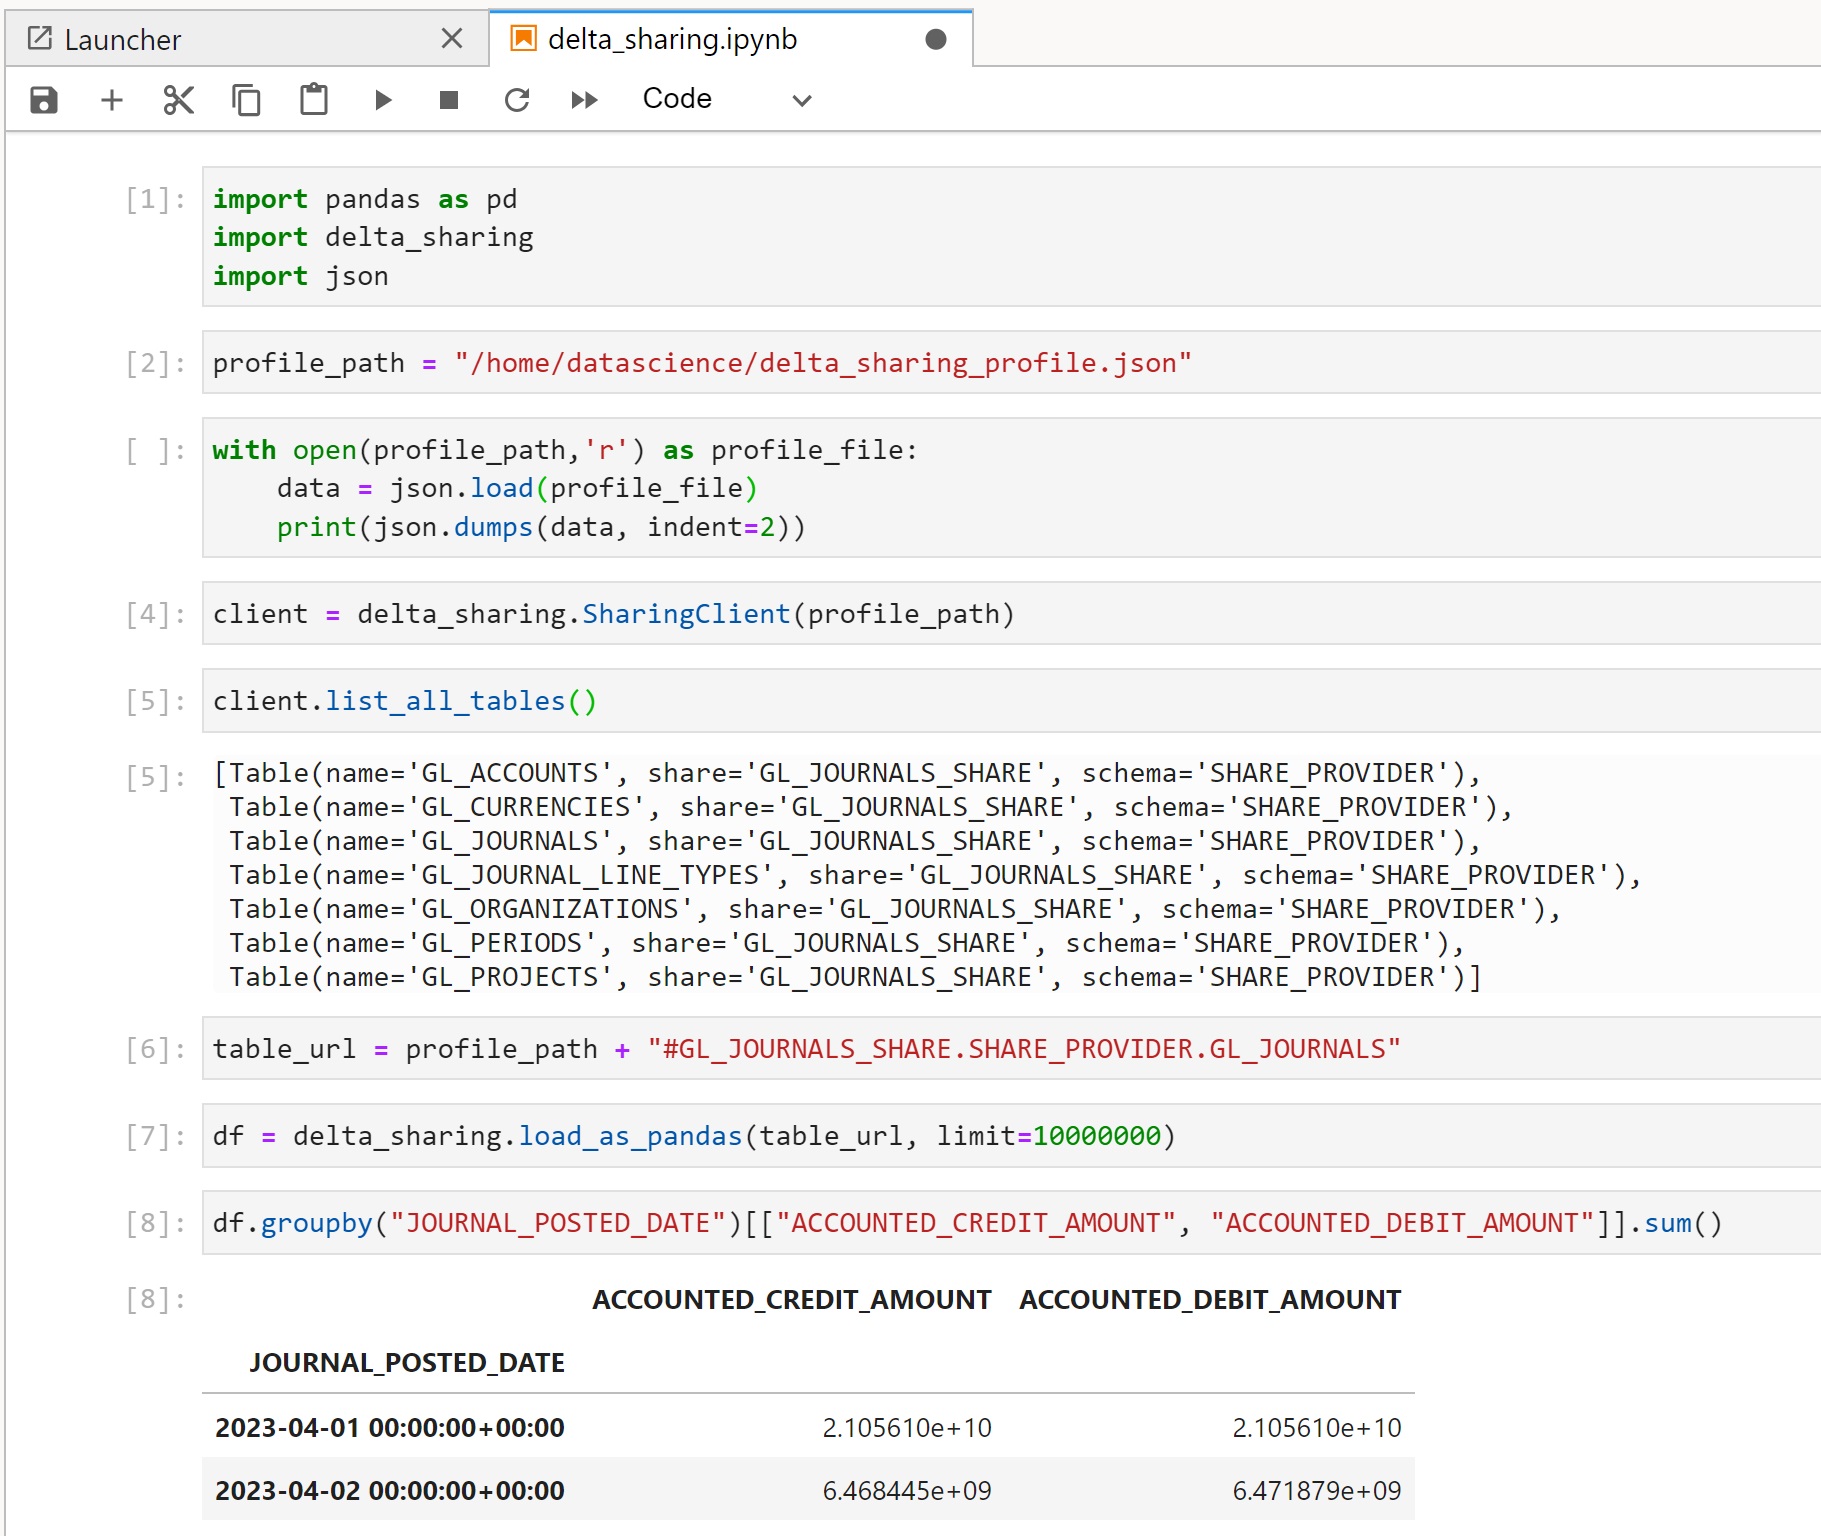 Launcher
delta_sharing.ipynb
Code
[1]: import pandas as pd
import delta_sharing
import json
[2]: profile_path = "/home/datascience/delta_sharing_profile.json"
[ ]: with open(profile_path,'r') as profile_file:
    data = json.load(profile_file)
    print(json.dumps(data, indent=2))
[4]: client = delta_sharing.SharingClient(profile_path)
[5]: client.list_all_tables()
[5]: [Table(name='GL_ACCOUNTS', share='GL_JOURNALS_SHARE', schema='SHARE_PROVIDER'),
 Table(name='GL_CURRENCIES', share='GL_JOURNALS_SHARE', schema='SHARE_PROVIDER'),
 Table(name='GL_JOURNALS', share='GL_JOURNALS_SHARE', schema='SHARE_PROVIDER'),
 Table(name='GL_JOURNAL_LINE_TYPES', share='GL_JOURNALS_SHARE', schema='SHARE_PROVIDER'),
 Table(name='GL_ORGANIZATIONS', share='GL_JOURNALS_SHARE', schema='SHARE_PROVIDER'),
 Table(name='GL_PERIODS', share='GL_JOURNALS_SHARE', schema='SHARE_PROVIDER'),
 Table(name='GL_PROJECTS', share='GL_JOURNALS_SHARE', schema='SHARE_PROVIDER')]
[6]: table_url = profile_path + "#GL_JOURNALS_SHARE.SHARE_PROVIDER.GL_JOURNALS"
[7]: df = delta_sharing.load_as_pandas(table_url, limit=10000000)
[8]: df.groupby("JOURNAL_POSTED_DATE")[["ACCOUNTED_CREDIT_AMOUNT", "ACCOUNTED_DEBIT_AMOUNT"]].sum()
[8]: ACCOUNTED_CREDIT_AMOUNT ACCOUNTED_DEBIT_AMOUNT
JOURNAL_POSTED_DATE
2023-04-01 00:00:00+00:00 2.105610e+10 2.105610e+10
2023-04-02 00:00:00+00:00 6.468445e+09 6.471879e+09